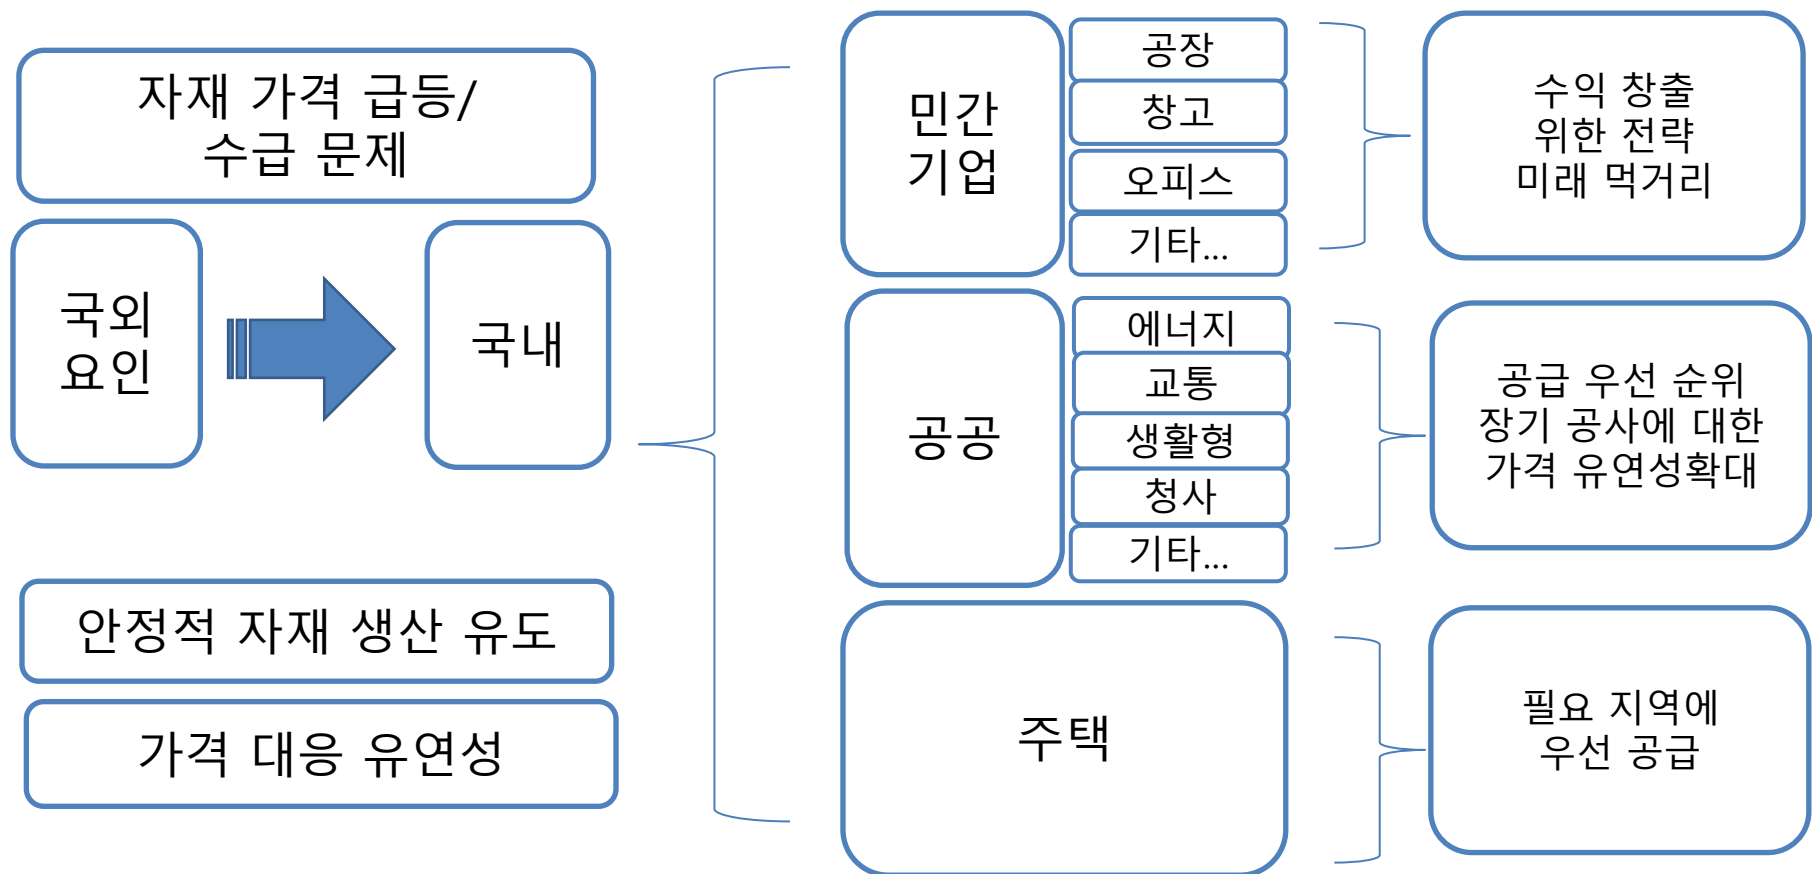 자재 가격 급등/
수급 문제
국외
요인
국내
안정적 자재 생산 유도
가격 대응 유연성
민간
기업
공장
창고
오피스
기타...
수익 창출
위한 전략
미래 먹거리
공공
에너지
교통
생활형
청사
기타...
공급 우선 순위
장기 공사에 대한
가격 유연성확대
주택
필요 지역에
우선 공급